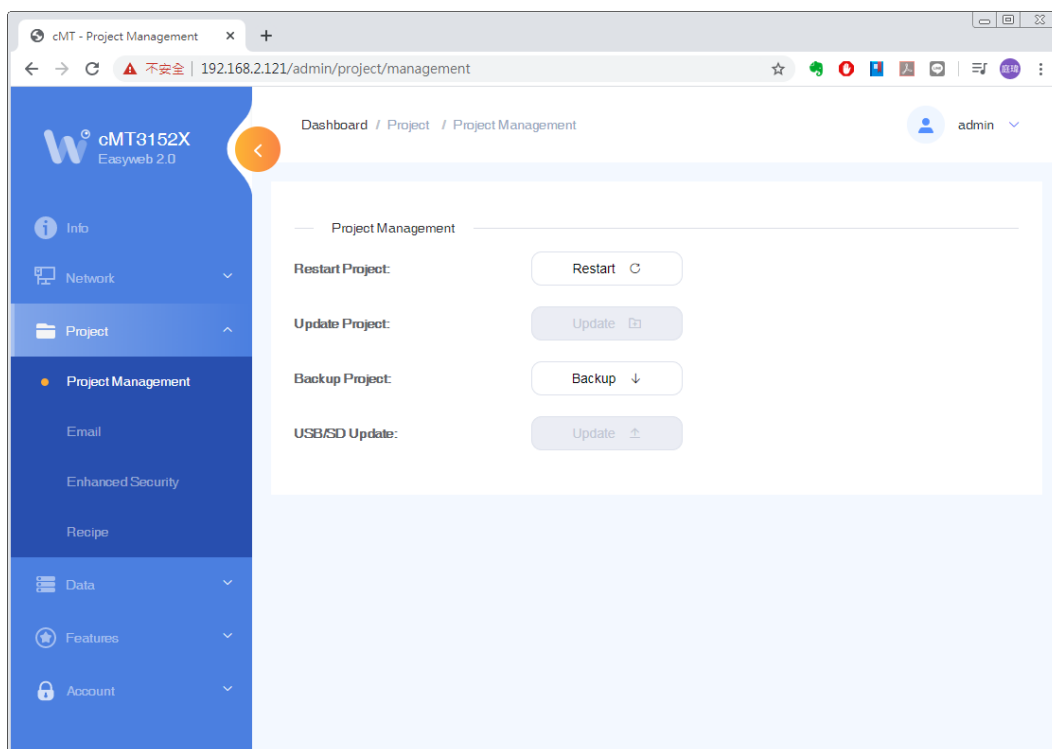 cMT - Project Management
不安全 | 192.168.2.121/admin/project/management
cMT3152X
Easyweb 2.0
Dashboard / Project / Project Management
admin
Info
Network
Project
Project Management
Email
Enhanced Security
Recipe
Data
Features
Account
Project Management
Restart Project: Restart
Update Project: Update
Backup Project: Backup
USB/SD Update: Update